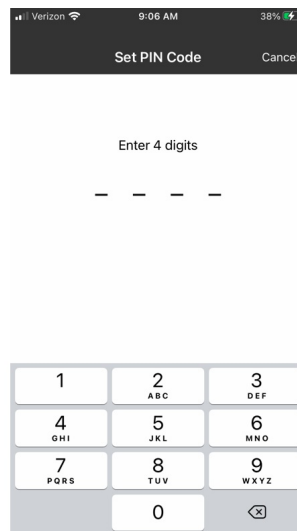 Verizon 9:06 AM 38%
Set PIN Code Cance
Enter 4 digits
1 2 3
ABC DEF
4 5 6
GHI JKL MNO
7 8 9
PQRS TUV WXYZ
0